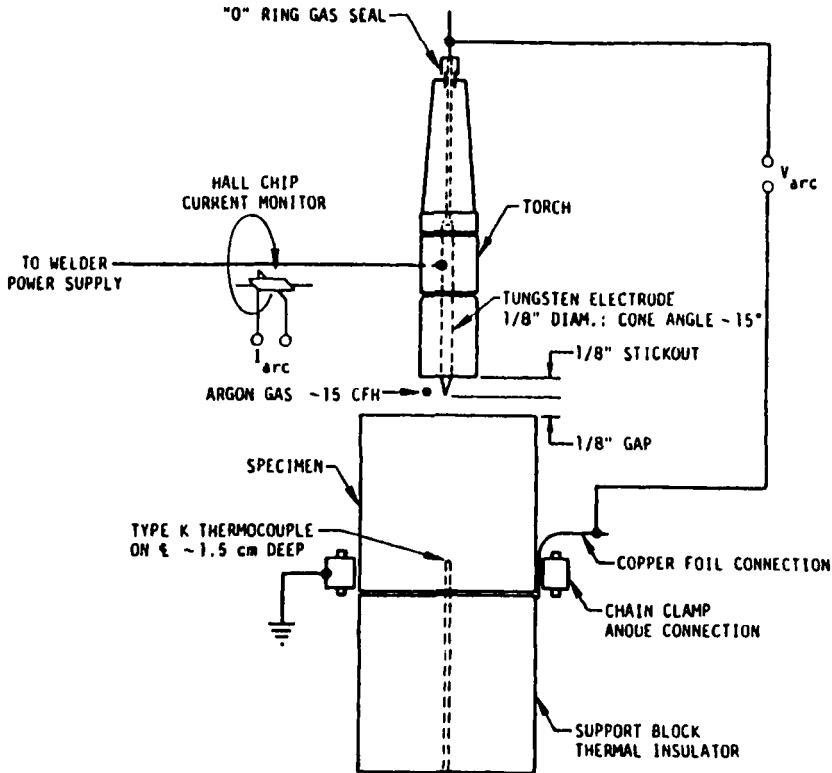 "O" RING GAS SEAL
HALL CHIP
CURRENT MONITOR
TORCH
V arc
TO WELDER
POWER SUPPLY
I arc
TUNGSTEN ELECTRODE
1/8" DIAM.: CONE ANGLE ~15°
1/8" STICKOUT
ARGON GAS ~15 CFH
1/8" GAP
SPECIMEN
TYPE K THERMOCOUPLE
ON ℄ ~1.5 cm DEEP
COPPER FOIL CONNECTION
CHAIN CLAMP
ANODE CONNECTION
SUPPORT BLOCK
THERMAL INSULATOR